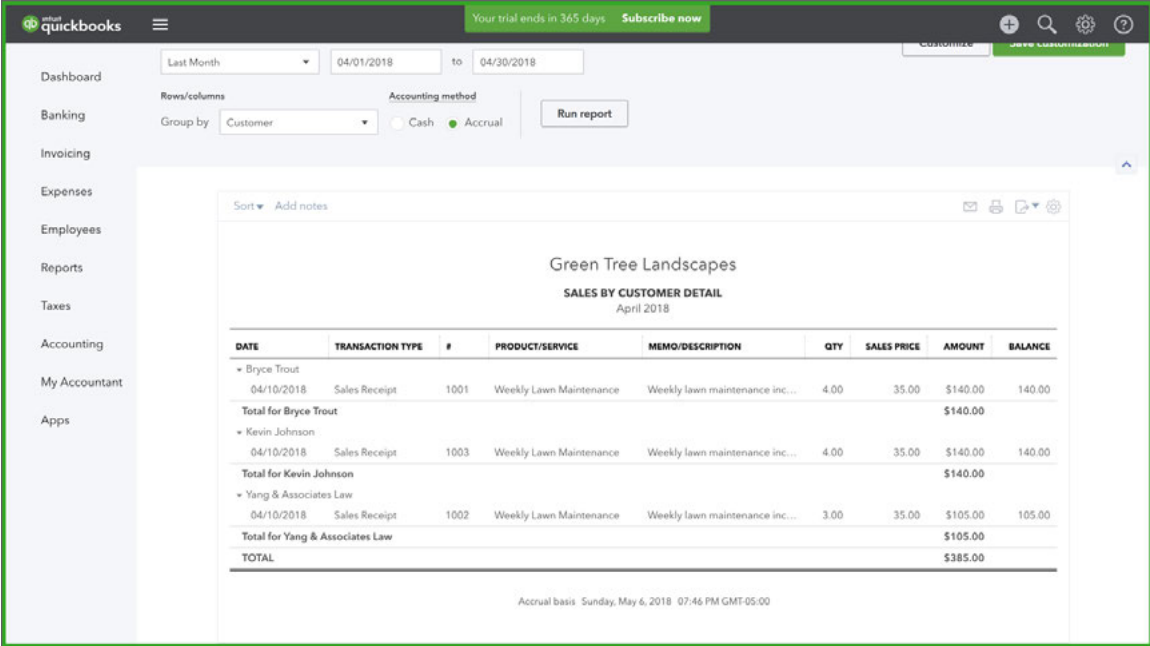 intuit
quickbooks
Your trial ends in 365 days Subscribe now
Customize Save customization
Dashboard
Banking
Invoicing
Expenses
Employees
Reports
Taxes
Accounting
My Accountant
Apps
Last Month 04/01/2018 to 04/30/2018
Rows/columns Accounting method
Group by Customer Cash Accrual Run report
Sort Add notes
Green Tree Landscapes
SALES BY CUSTOMER DETAIL
April 2018
DATE TRANSACTION TYPE # PRODUCT/SERVICE MEMO/DESCRIPTION QTY SALES PRICE AMOUNT BALANCE
Bryce Trout
04/10/2018 Sales Receipt 1001 Weekly Lawn Maintenance Weekly lawn maintenance inc... 4.00 35.00 $140.00 140.00
Total for Bryce Trout $140.00
Kevin Johnson
04/10/2018 Sales Receipt 1003 Weekly Lawn Maintenance Weekly lawn maintenance inc... 4.00 35.00 $140.00 140.00
Total for Kevin Johnson $140.00
Yang & Associates Law
04/10/2018 Sales Receipt 1002 Weekly Lawn Maintenance Weekly lawn maintenance inc... 3.00 35.00 $105.00 105.00
Total for Yang & Associates Law $105.00
TOTAL $385.00
Accrual basis Sunday, May 6, 2018 07:46 PM GMT-05:00